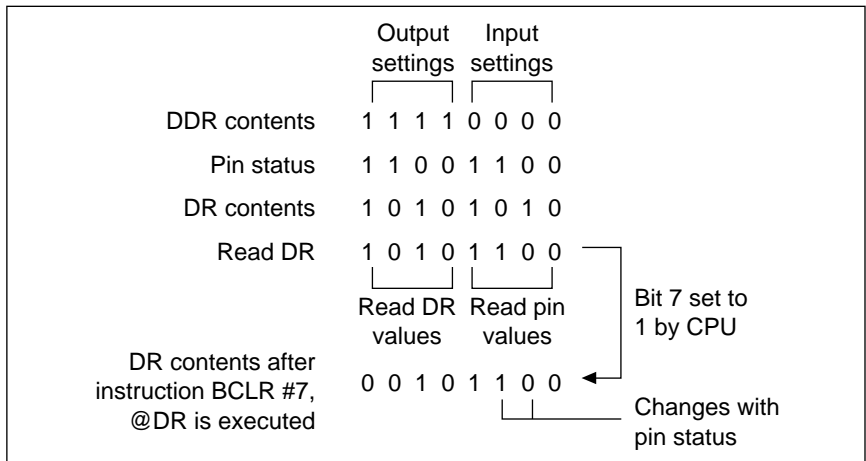 Output Input
settings settings
DDR contents 1 1 1 1 0 0 0 0
Pin status 1 1 0 0 1 1 0 0
DR contents 1 0 1 0 1 0 1 0
Read DR 1 0 1 0 1 1 0 0
Read DR Read pin
values values
Bit 7 set to
1 by CPU
DR contents after
instruction BCLR #7,
@DR is executed
0 0 1 0 1 1 0 0
Changes with
pin status